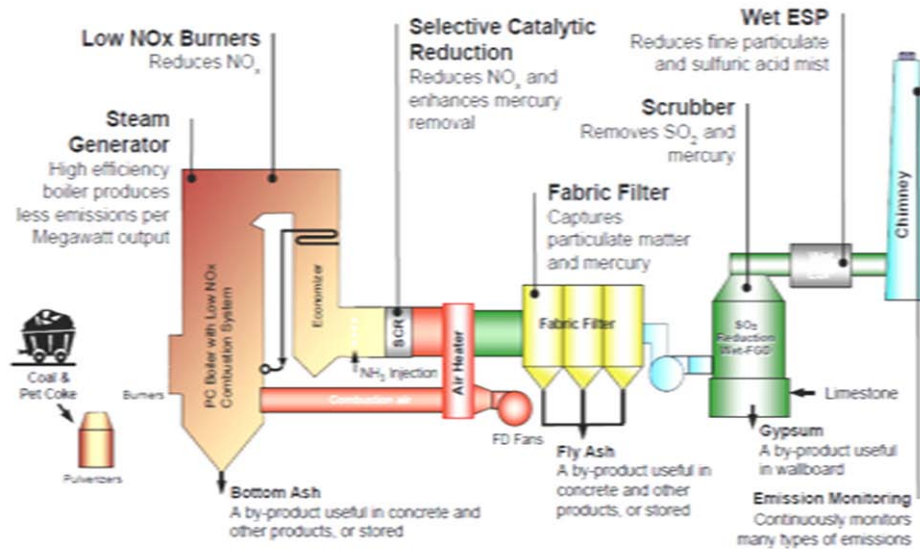 Low NOx Burners
Reduces NOx
Selective Catalytic
Reduction
Reduces NOx and
enhances mercury
removal
Wet ESP
Reduces fine particulate
and sulfuric acid mist
Steam
Generator
High efficiency
boiler produces
less emissions per
Megawatt output
Scrubber
Removes SO2 and
mercury
Fabric Filter
Captures
particulate matter
and mercury
Chimney
PC Boiler with Low NOx
Combustion System
Economizer
SCR
Air Heater
Fabric Filter
SO2
Reduction
Wet-FGD
NH3 Injection
Coal &
Pet Coke
Burners
Combustion air
Limestone
FD Fans
Pulverizers
Fly Ash
A by-product useful in
concrete and other
products, or stored
Gypsum
A by-product useful
in wallboard
Bottom Ash
A by-product useful in concrete and
other products, or stored
Emission Monitoring
Continuously monitors
many types of emissions